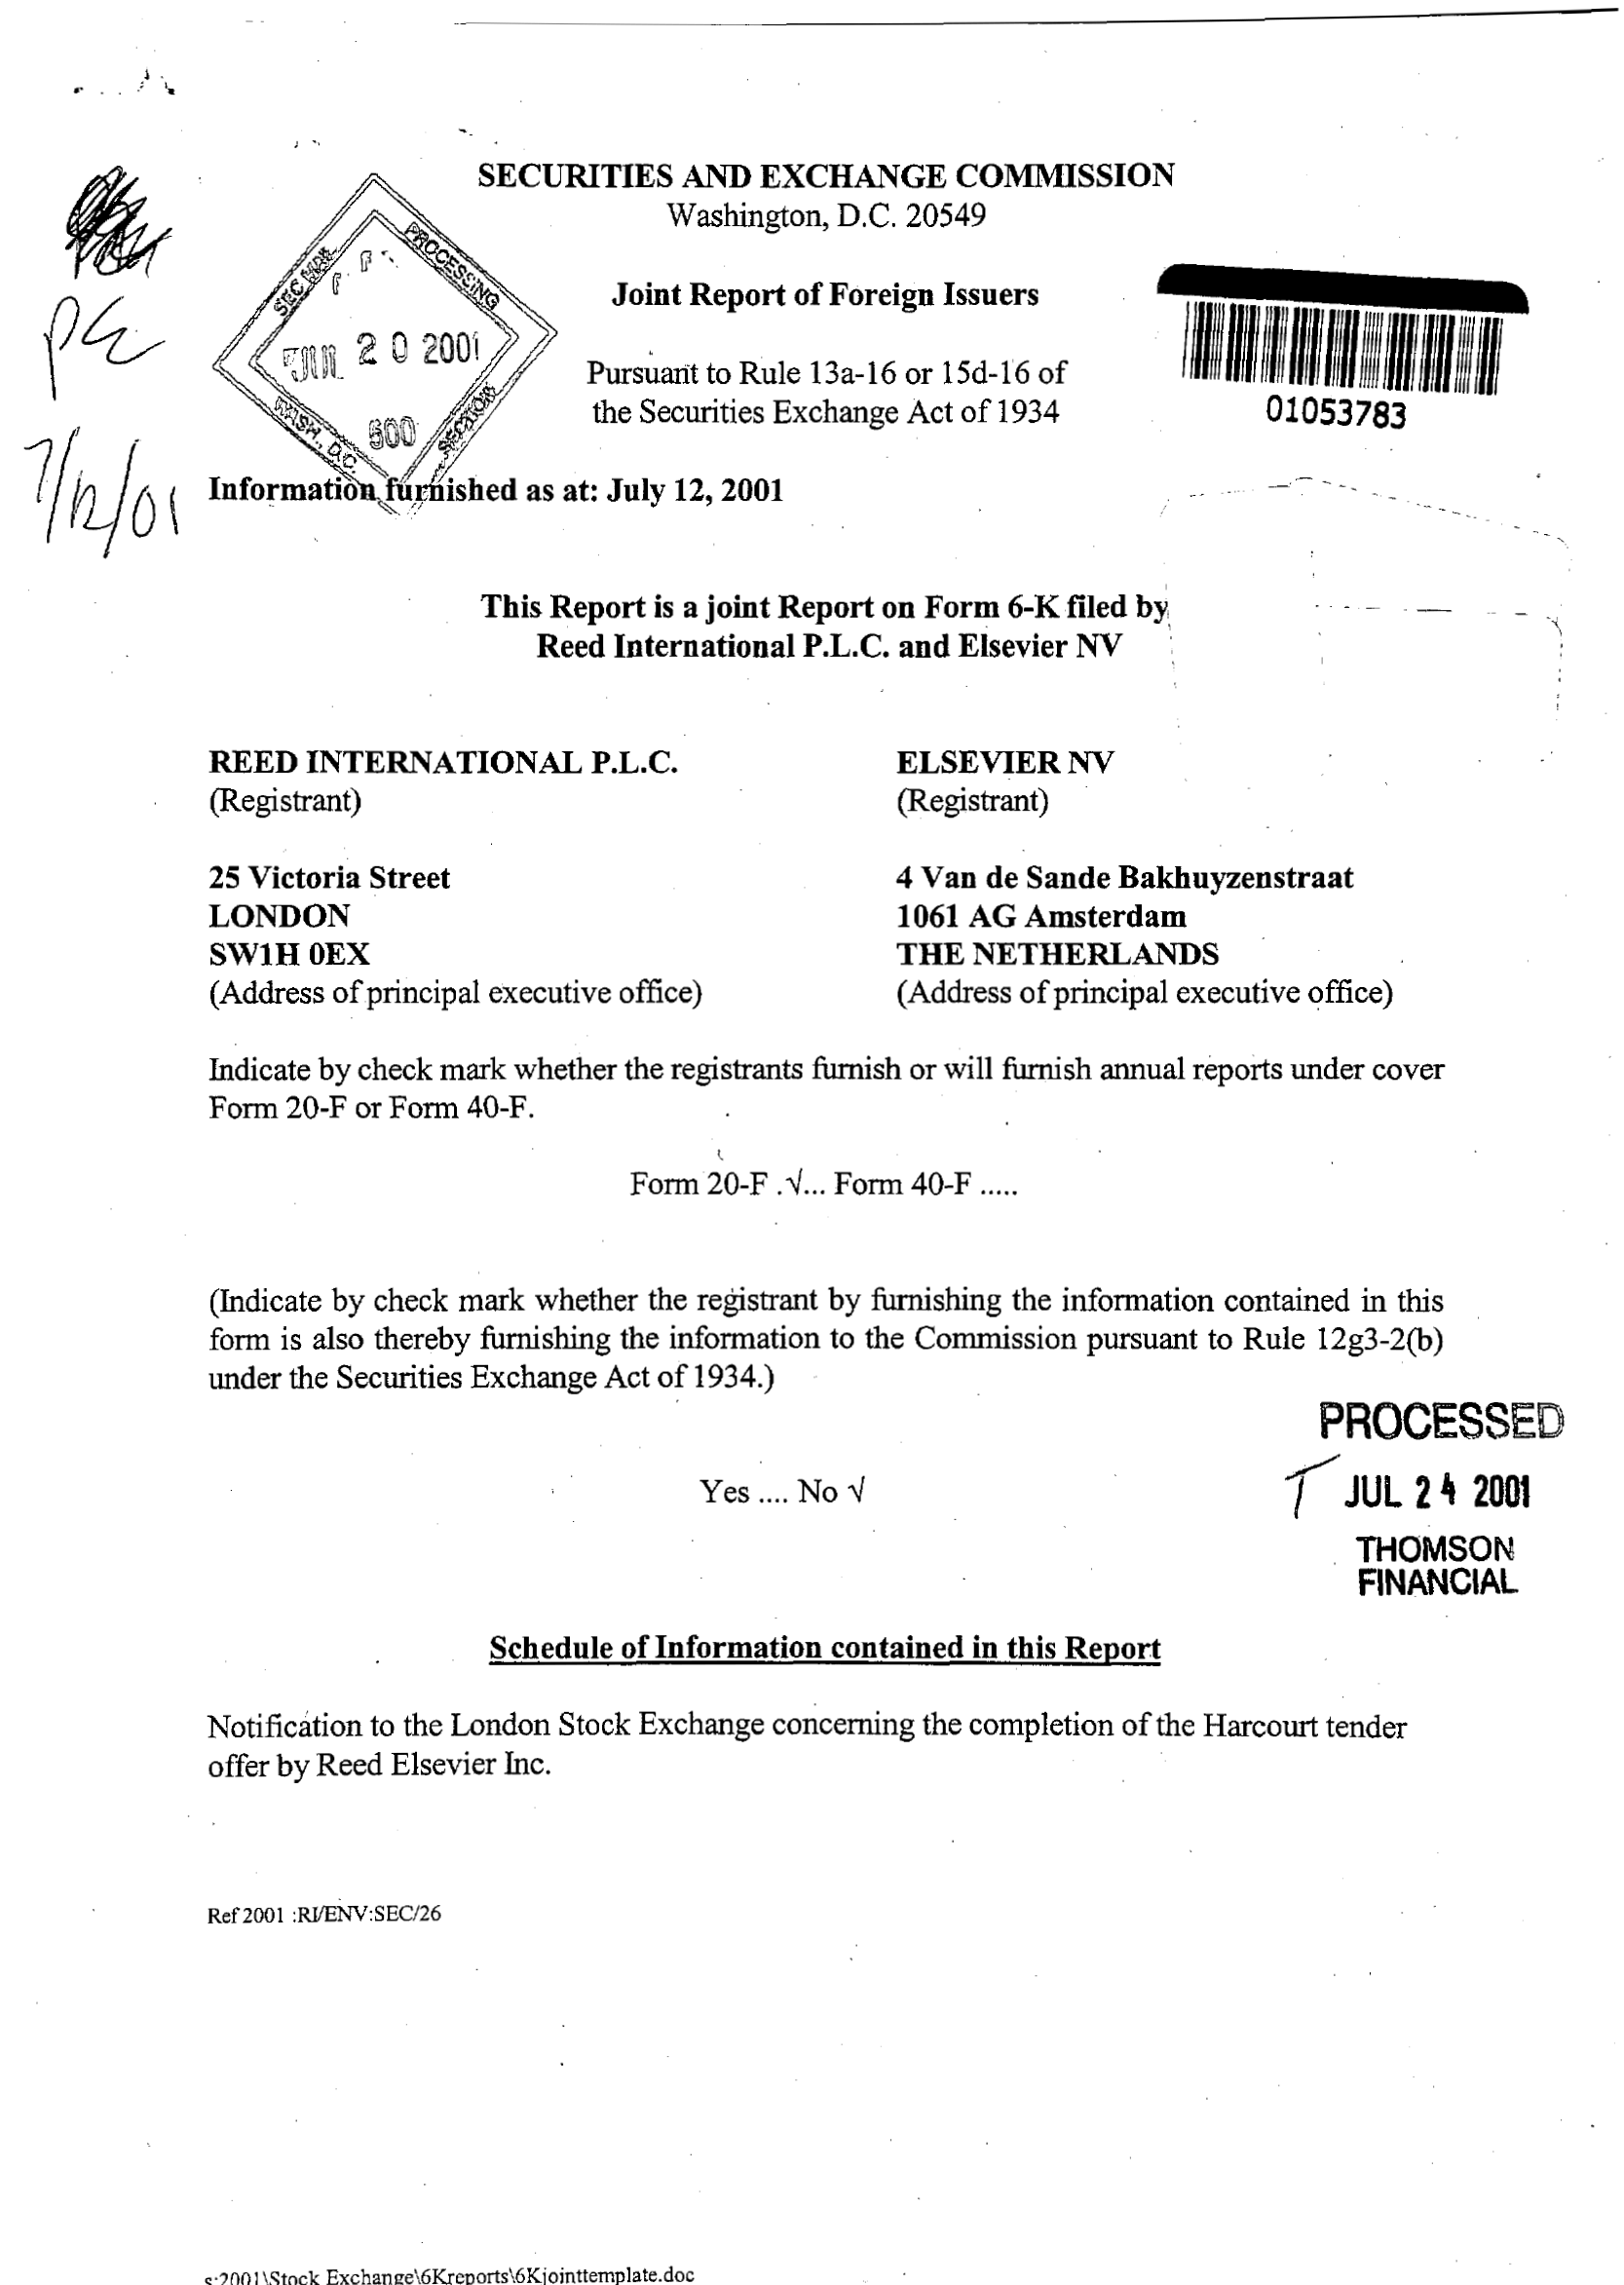 SECURITIES AND EXCHANGE COMMISSION
Washington, D.C. 20549
Joint Report of Foreign Issuers
Pursuant to Rule 13a-16 or 15d-16 of
the Securities Exchange Act of 1934
SEC MAIL
PROCESSING
JUL 20 2001
WASH., D.C.
500
SECTION
01053783
7/12/01
Information furnished as at: July 12, 2001
This Report is a joint Report on Form 6-K filed by
Reed International P.L.C. and Elsevier NV
REED INTERNATIONAL P.L.C.
(Registrant)
25 Victoria Street
LONDON
SW1H 0EX
(Address of principal executive office)
ELSEVIER NV
(Registrant)
4 Van de Sande Bakhuyzenstraat
1061 AG Amsterdam
THE NETHERLANDS
(Address of principal executive office)
Indicate by check mark whether the registrants furnish or will furnish annual reports under cover
Form 20-F or Form 40-F.
Form 20-F .√... Form 40-F .....
(Indicate by check mark whether the registrant by furnishing the information contained in this
form is also thereby furnishing the information to the Commission pursuant to Rule 12g3-2(b)
under the Securities Exchange Act of 1934.)
Yes .... No √
PROCESSED
JUL 24 2001
THOMSON
FINANCIAL
Schedule of Information contained in this Report
Notification to the London Stock Exchange concerning the completion of the Harcourt tender
offer by Reed Elsevier Inc.
Ref 2001 :RI/ENV:SEC/26
s:2001\Stock Exchange\6Kreports\6Kjointtemplate.doc